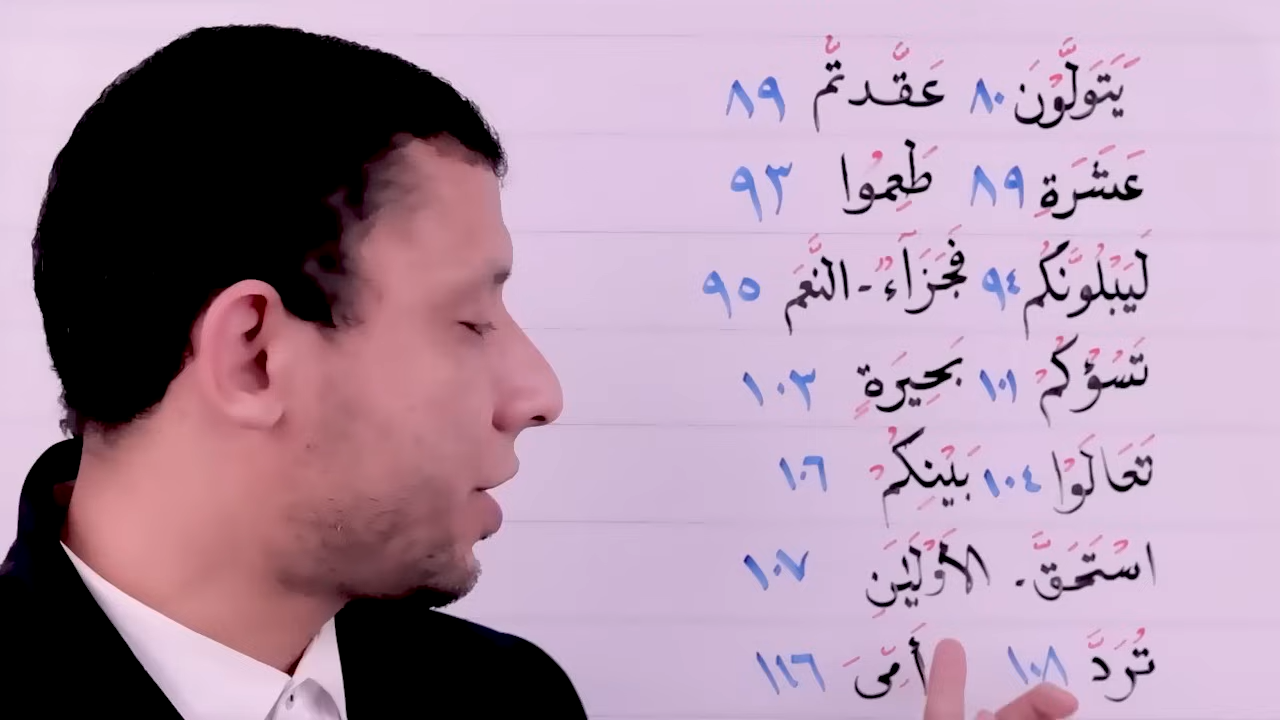 يَتَوَلَّوْنَ ٨٠ عَقَّدتُّمُ ٨٩
عَشَرَةِ ٨٩ طَعِمُوا ٩٣
لَيَبْلُوَنَّكُمُ ٩٤ فَجَزَآءٌ - النَّعَمِ ٩٥
تَسُؤْكُمْ ١٠١ بَحِيرَةٍ ١٠٣
تَعَالَوْا ١٠٤ بَيْنِكُمْ ١٠٦
اسْتَحَقَّ - الأَوْلَيَٰنِ ١٠٧
تُرَدَّ ١٠٨ ١١٦